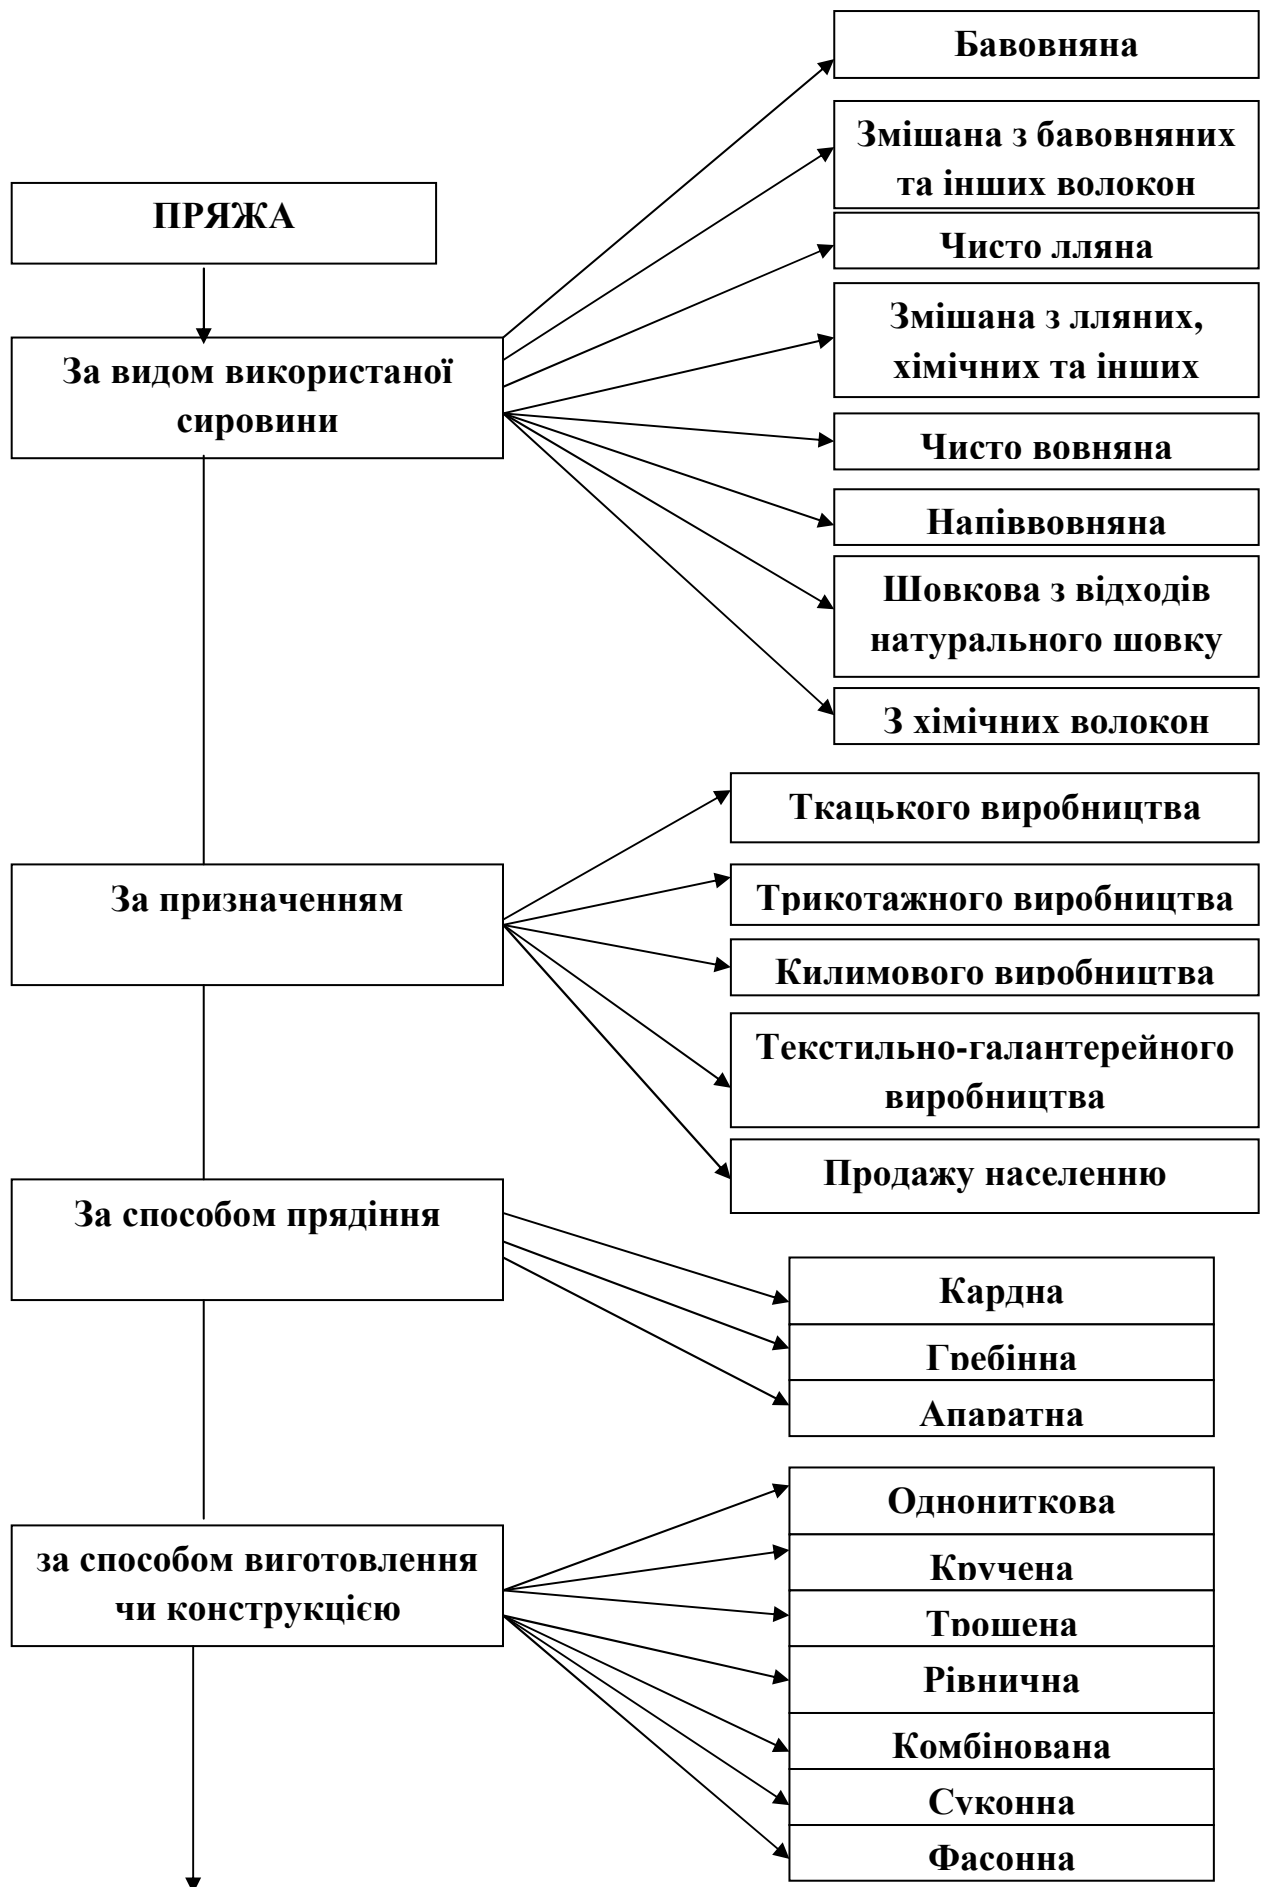 Бавовняна
Змішана з бавовняних
та інших волокон
ПРЯЖА
Чисто лляна
Змішана з лляних,
хімічних та інших
За видом використаної
сировини
Чисто вовняна
Напіввовняна
Шовкова з відходів
натурального шовку
З хімічних волокон
Ткацького виробництва
За призначенням
Трикотажного виробництва
Килимового виробництва
Текстильно-галантерейного
виробництва
Продажу населенню
За способом прядіння
Кардна
Гребінна
Апаратна
Однониткова
за способом виготовлення
чи конструкцією
Кручена
Трощена
Рівнична
Комбінована
Суконна
Фасонна